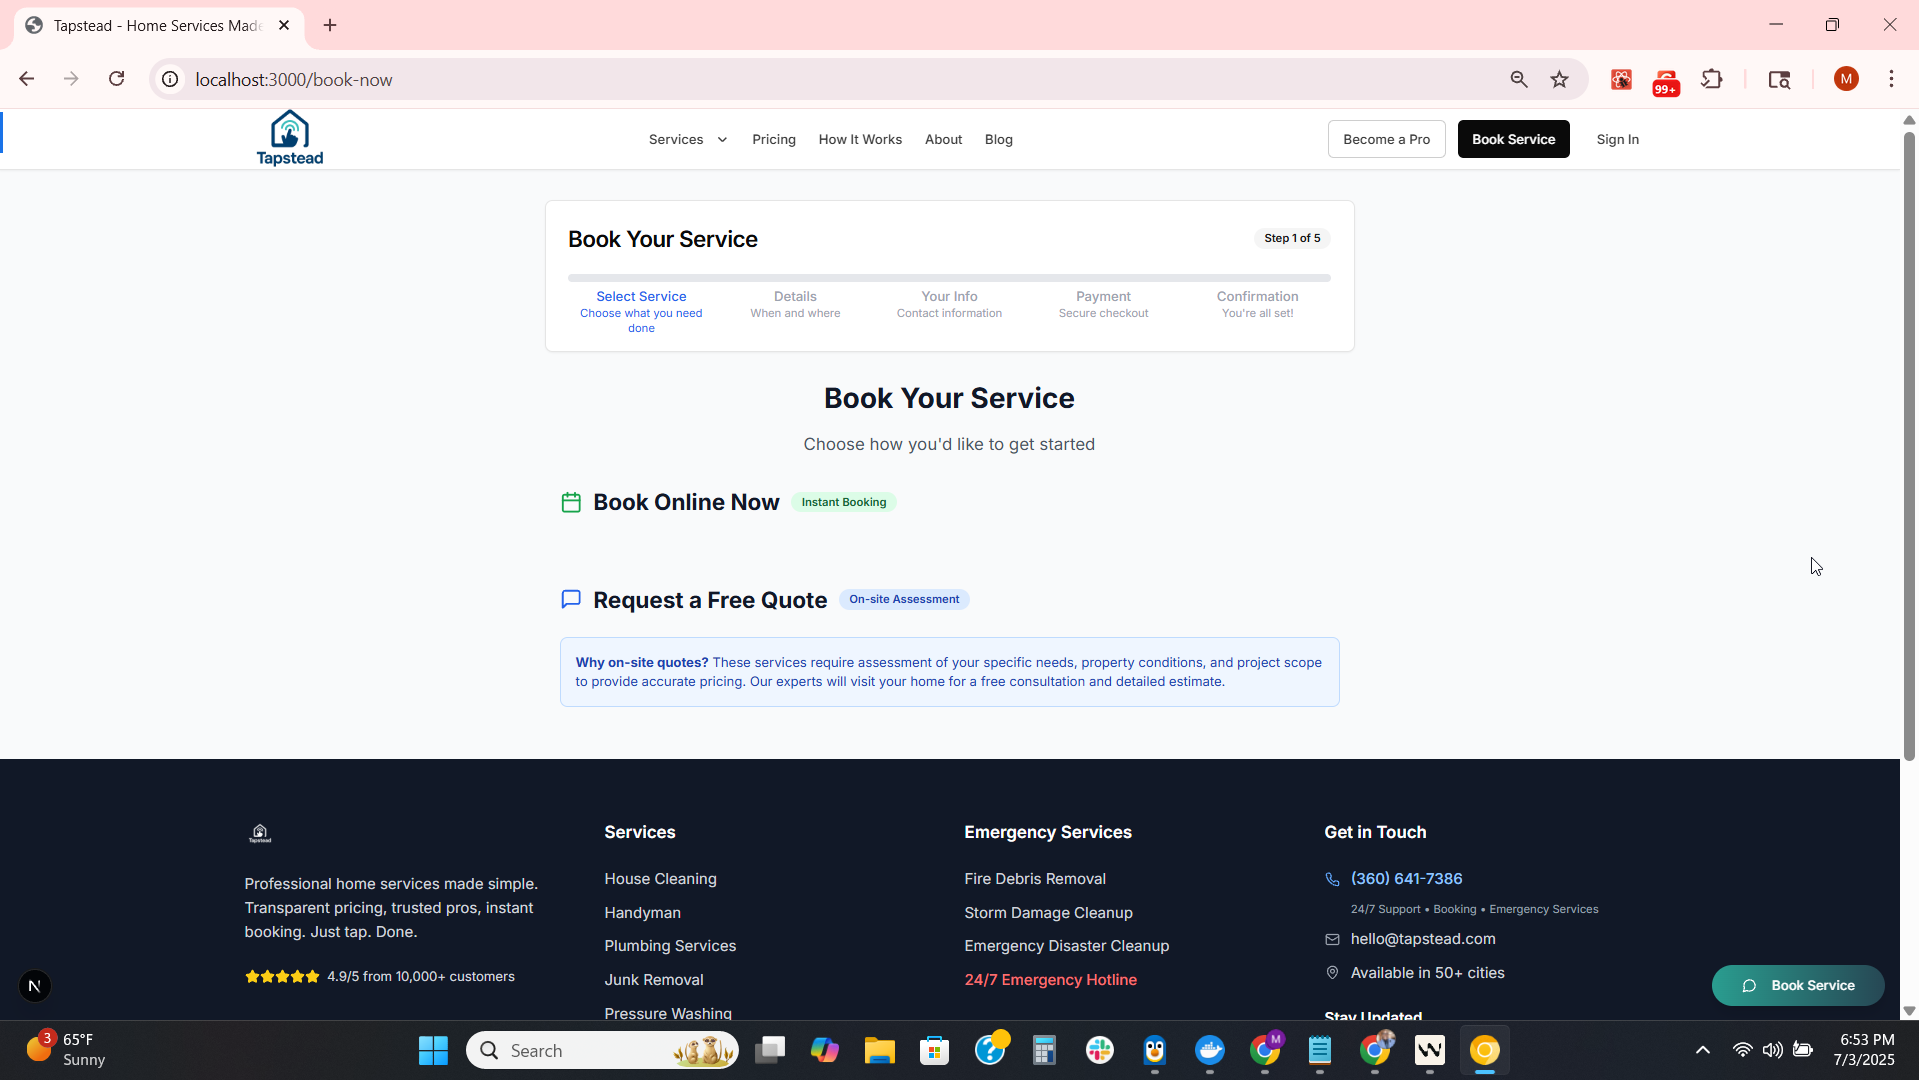 Tapstead - Home Services Made
localhost:3000/book-now
99+
M
Tapstead
Services
Pricing
How It Works
About
Blog
Become a Pro
Book Service
Sign In
Book Your Service
Step 1 of 5
Select Service
Choose what you need
done
Details
When and where
Your Info
Contact information
Payment
Secure checkout
Confirmation
You're all set!
Book Your Service
Choose how you'd like to get started
Book Online Now
Instant Booking
Request a Free Quote
On-site Assessment
Why on-site quotes? These services require assessment of your specific needs, property conditions, and project scope
to provide accurate pricing. Our experts will visit your home for a free consultation and detailed estimate.
Tapstead
Professional home services made simple.
Transparent pricing, trusted pros, instant
booking. Just tap. Done.
4.9/5 from 10,000+ customers
Services
House Cleaning
Handyman
Plumbing Services
Junk Removal
Pressure Washing
Emergency Services
Fire Debris Removal
Storm Damage Cleanup
Emergency Disaster Cleanup
24/7 Emergency Hotline
Get in Touch
(360) 641-7386
24/7 Support • Booking • Emergency Services
hello@tapstead.com
Available in 50+ cities
Stay Updated
N
Book Service
3
65°F
Sunny
Search
M
6:53 PM
7/3/2025